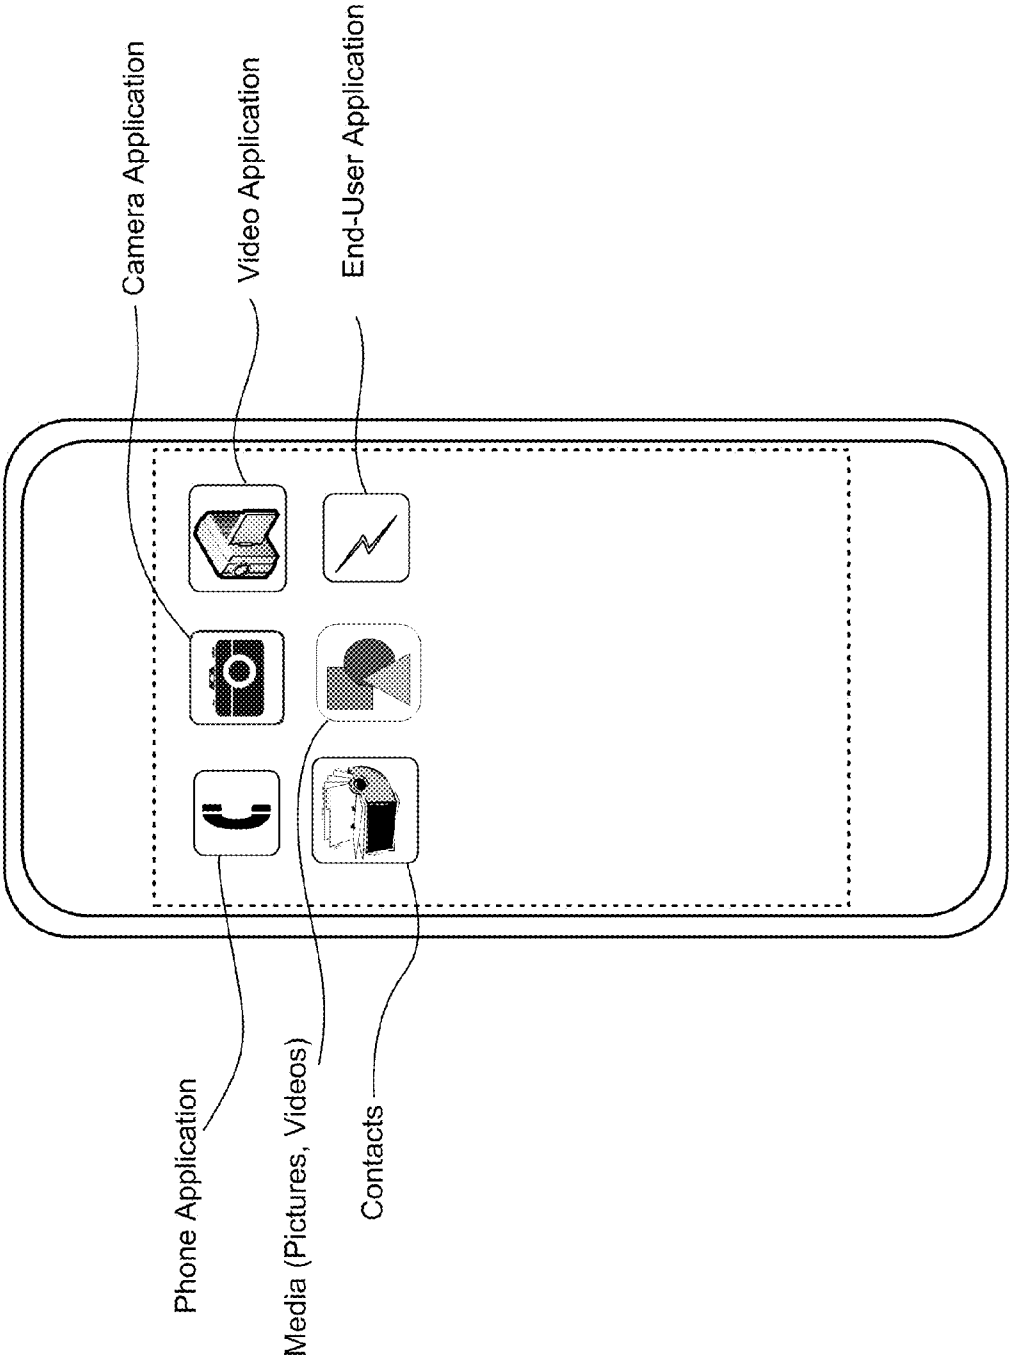 Phone Application
Media (Pictures, Videos)
Contacts
Camera Application
Video Application
End-User Application